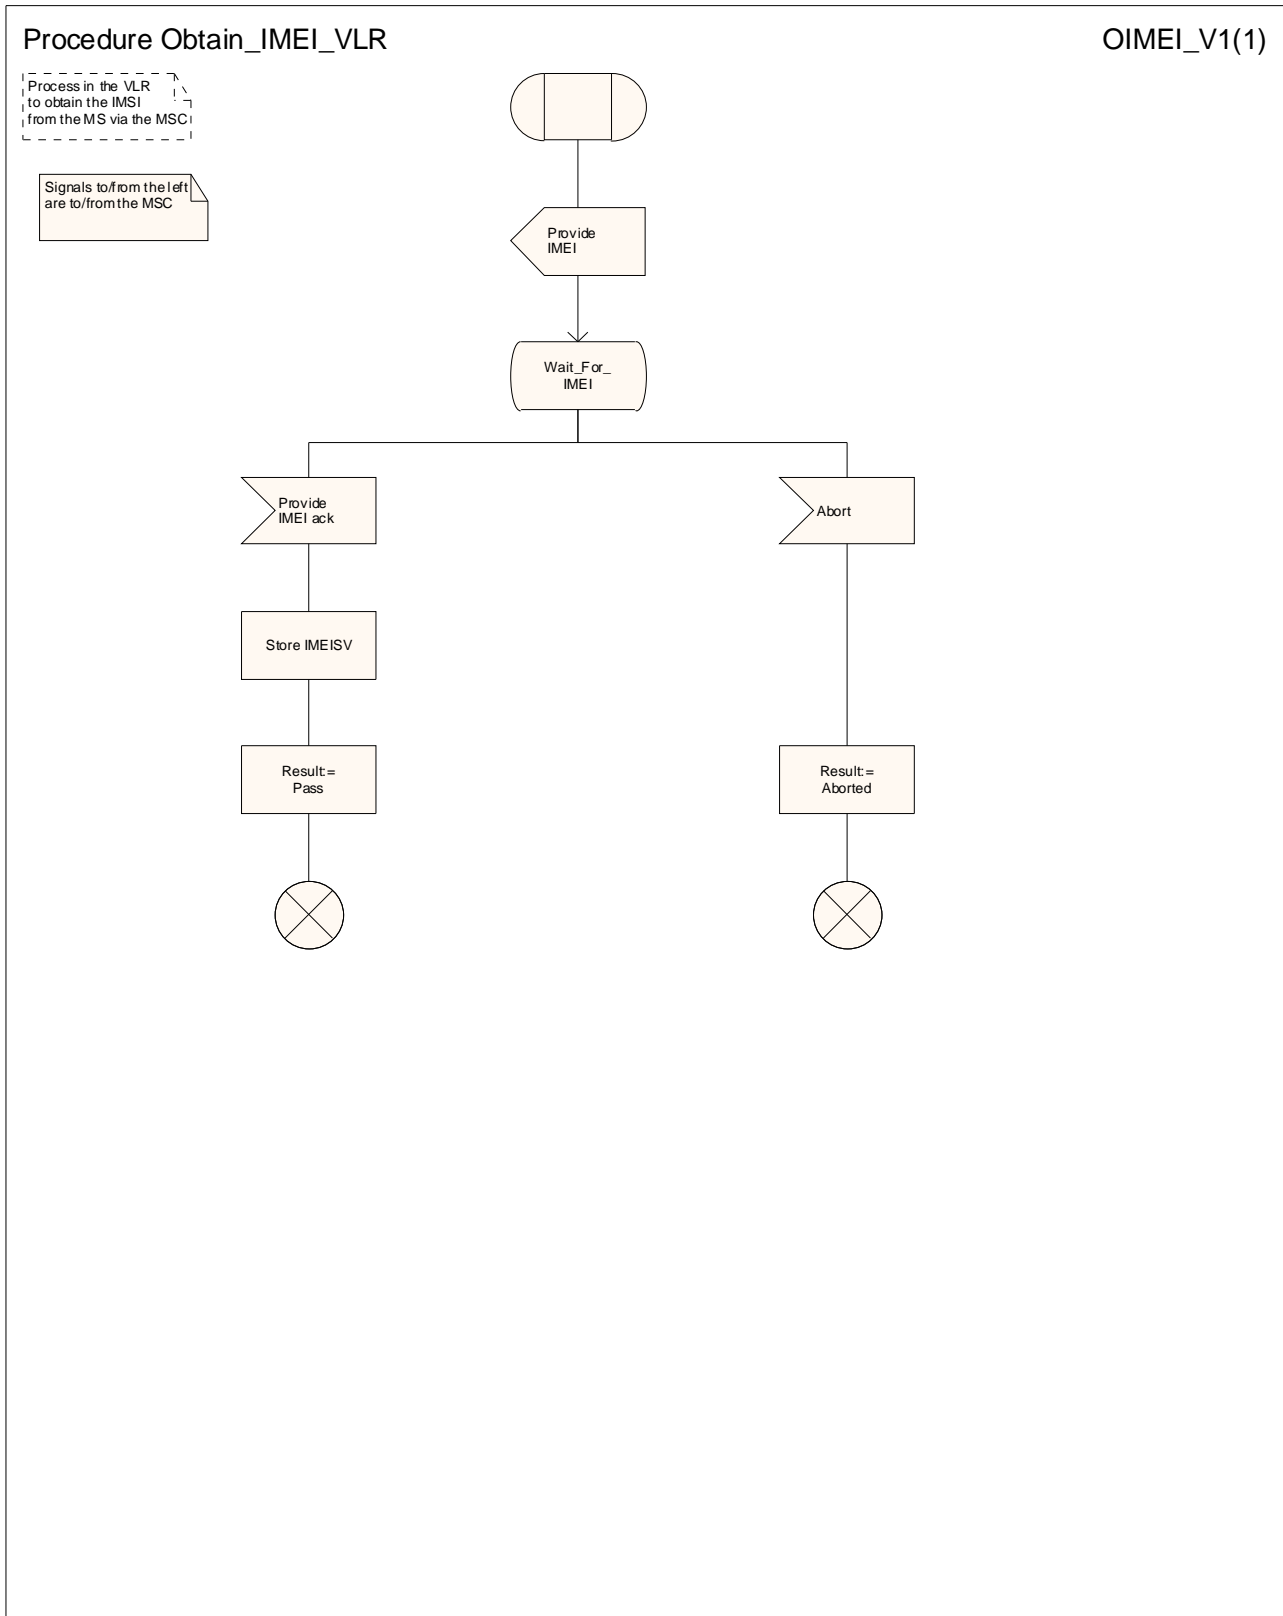 Procedure Obtain_IMEI_VLR
OIMEI_V1(1)
Process in the VLR
to obtain the IMSI
from the MS via the MSC
Signals to/from the left
are to/from the MSC
Provide
IMEI
Wait_For_
IMEI
Provide
IMEI ack
Abort
Store IMEISV
Result:=
Pass
Result:=
Aborted